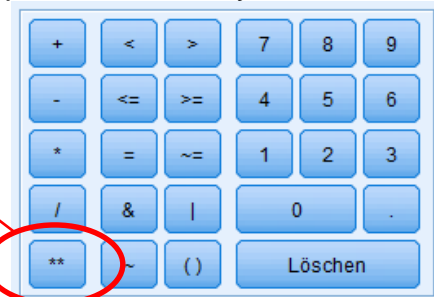 + < > 7 8 9
- <= >= 4 5 6
* = ~= 1 2 3
/ & | 0 .
** ~ () Löschen